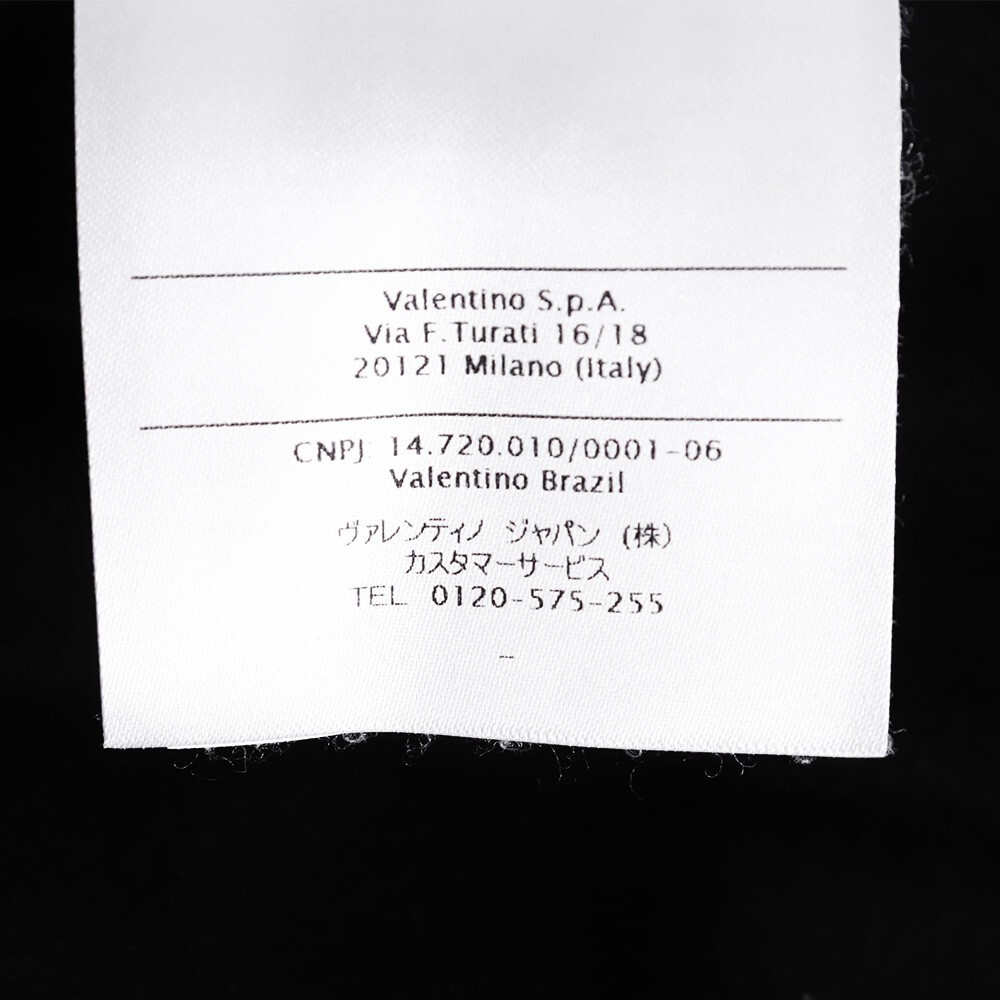 Valentino S.p.A.
Via F.Turati 16/18
20121 Milano (Italy)
CNPJ: 14.720.010/0001-06
Valentino Brazil
ヴァレンティノ ジャパン (株)
カスタマーサービス
TEL 0120-575-255